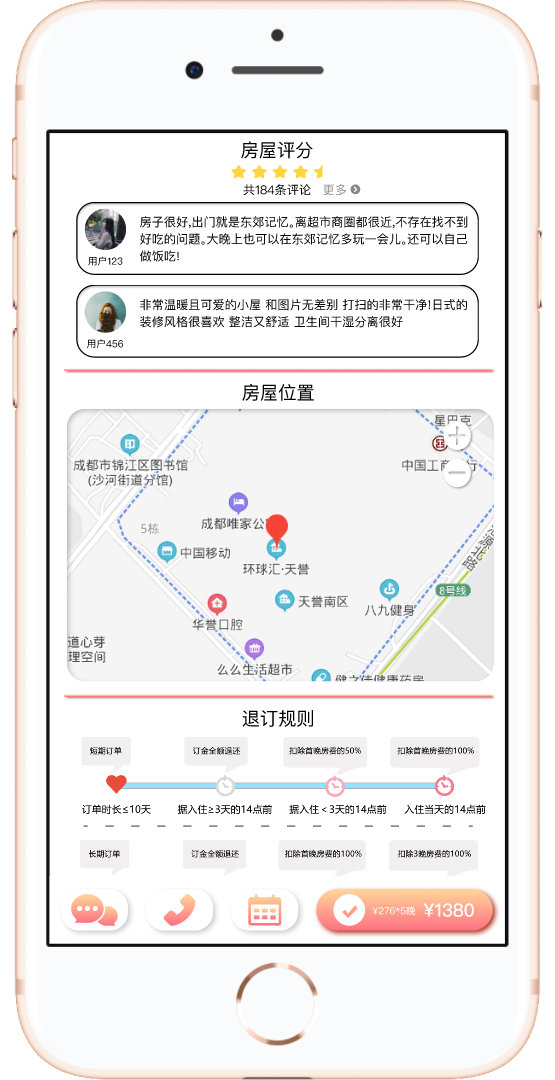 房屋评分
共184条评论 更多
房子很好,出门就是东郊记忆。离超市商圈都很近,不存在找不到
好吃的问题。大晚上也可以在东郊记忆多玩一会儿。还可以自己
做饭吃!
用户123
非常温暖且可爱的小屋 和图片无差别 打扫的非常干净!日式的
装修风格很喜欢 整洁又舒适 卫生间干湿分离很好
用户456
房屋位置
星巴克
成都市锦江区图书馆
(沙河街道分馆)
中国工商银行
成都唯家公
5栋
中国移动
环球汇·天誉
天誉南区
8号线
八九健身
华誉口腔
道心芽
理空间
么么生活超市
健之佳健康药房
退订规则
短期订单 订金全额退还 扣除首晚房费的50% 扣除首晚房费的100%
订单时长≤10天 据入住≥3天的14点前 据入住<3天的14点前 入住当天的14点前
长期订单 订金全额退还 扣除首晚房费的100% 扣除3晚房费的100%
¥276*5晚 ¥1380